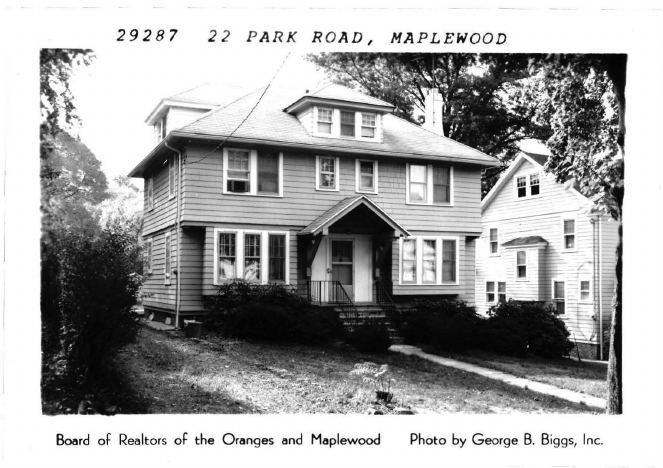 29287 22 PARK ROAD, MAPLEWOOD
Board of Realtors of the Oranges and Maplewood Photo by George B. Biggs, Inc.